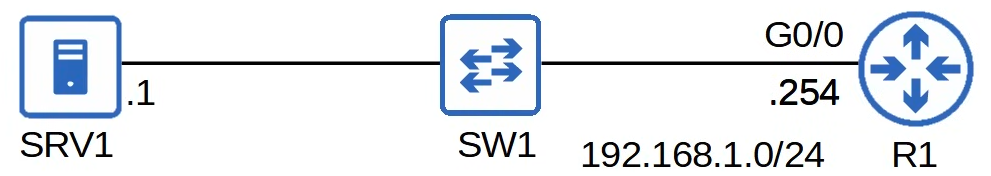 G0/0
.1
.254
SRV1
SW1
192.168.1.0/24
R1